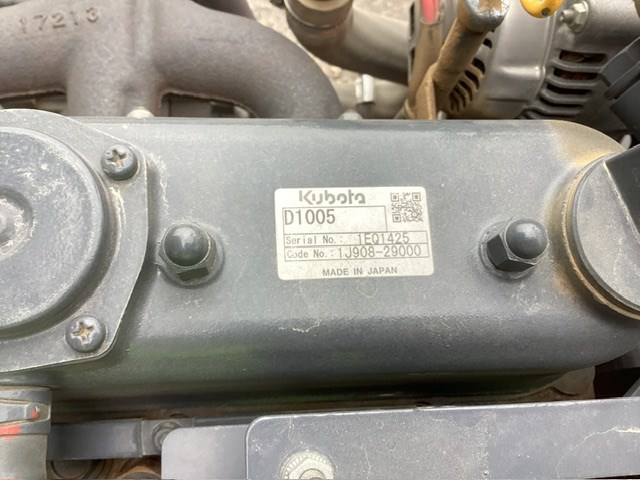 17213
Kubota
D1005
Serial No.: 1EQ1425
Code No.: 1J908-29000
MADE IN JAPAN